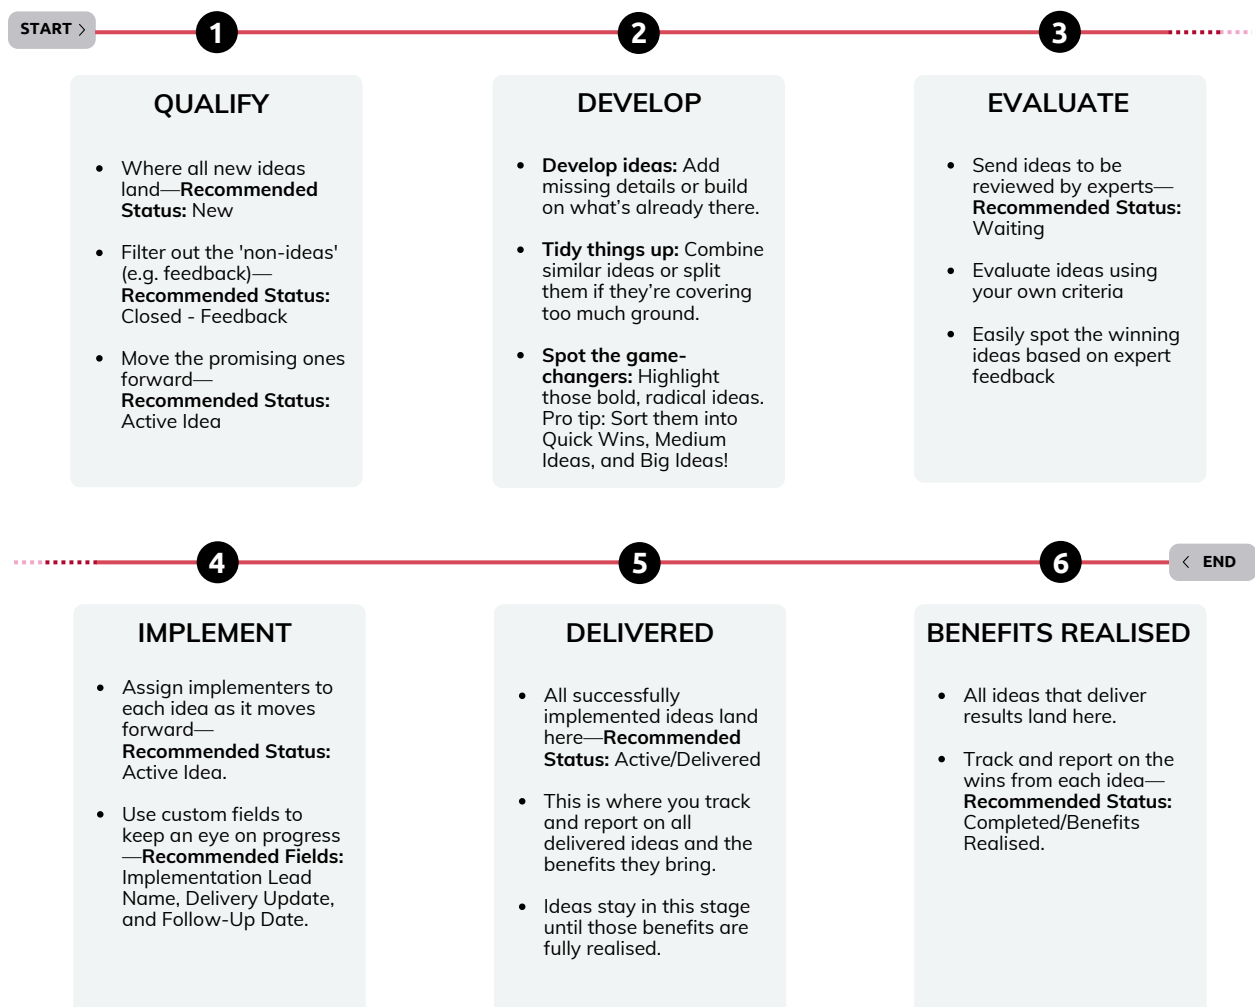 START >
1
2
3
QUALIFY
• Where all new ideas
land—Recommended
Status: New
• Filter out the 'non-ideas'
(e.g. feedback)—
Recommended Status:
Closed - Feedback
• Move the promising ones
forward—
Recommended Status:
Active Idea
DEVELOP
• Develop ideas: Add
missing details or build
on what’s already there.
• Tidy things up: Combine
similar ideas or split
them if they’re covering
too much ground.
• Spot the game-
changers: Highlight
those bold, radical ideas.
Pro tip: Sort them into
Quick Wins, Medium
Ideas, and Big Ideas!
EVALUATE
• Send ideas to be
reviewed by experts—
Recommended Status:
Waiting
• Evaluate ideas using
your own criteria
• Easily spot the winning
ideas based on expert
feedback
4
5
6
< END
IMPLEMENT
• Assign implementers to
each idea as it moves
forward—
Recommended Status:
Active Idea.
• Use custom fields to
keep an eye on progress
—Recommended Fields:
Implementation Lead
Name, Delivery Update,
and Follow-Up Date.
DELIVERED
• All successfully
implemented ideas land
here—Recommended
Status: Active/Delivered
• This is where you track
and report on all
delivered ideas and the
benefits they bring.
• Ideas stay in this stage
until those benefits are
fully realised.
BENEFITS REALISED
• All ideas that deliver
results land here.
• Track and report on the
wins from each idea—
Recommended Status:
Completed/Benefits
Realised.